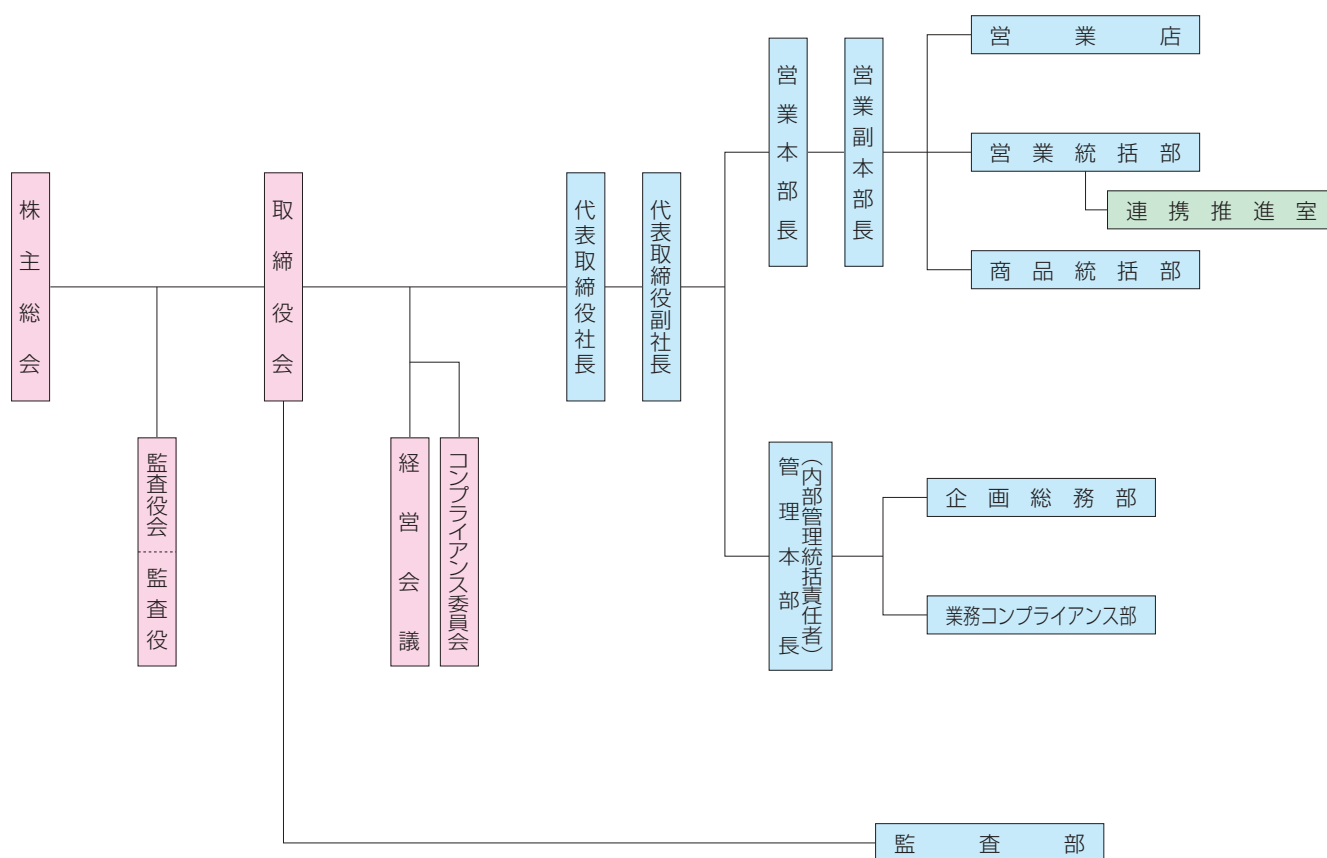 株主総会
監査役会
監査役
取締役会
経営会議
コンプライアンス委員会
代表取締役社長
代表取締役副社長
営業本部長
営業副本部長
営業店
営業統括部
連携推進室
商品統括部
管理本部長
（内部管理統括責任者）
企画総務部
業務コンプライアンス部
監査部